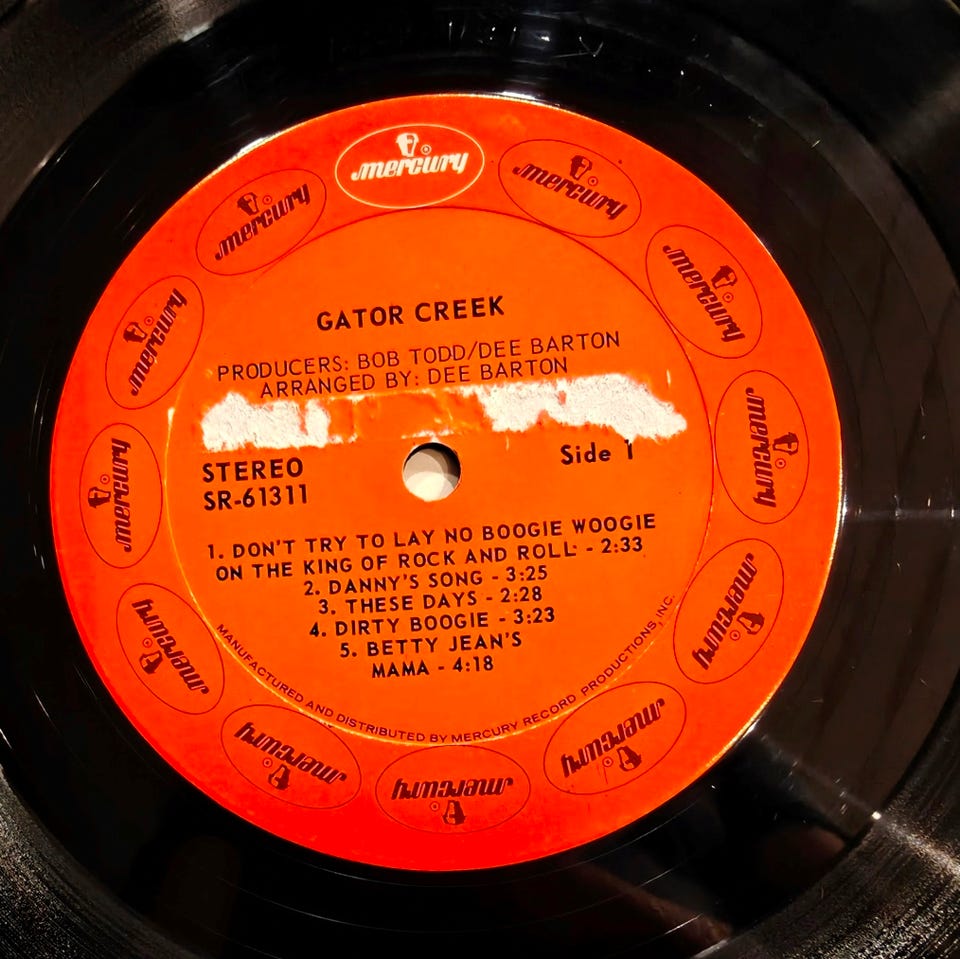 mercury
mercury
mercury
mercury
mercury
mercury
mercury
mercury
mercury
mercury
mercury
mercury
GATOR CREEK
PRODUCERS: BOB TODD/DEE BARTON
ARRANGED BY: DEE BARTON
STEREO
Side 1
SR-61311
1. DON'T TRY TO LAY NO BOOGIE WOOGIE
ON THE KING OF ROCK AND ROLL - 2:33
2. DANNY'S SONG - 3:25
3. THESE DAYS - 2:28
4. DIRTY BOOGIE - 3:23
5. BETTY JEAN'S
MAMA - 4:18
MANUFACTURED AND DISTRIBUTED BY MERCURY RECORD PRODUCTIONS, INC.